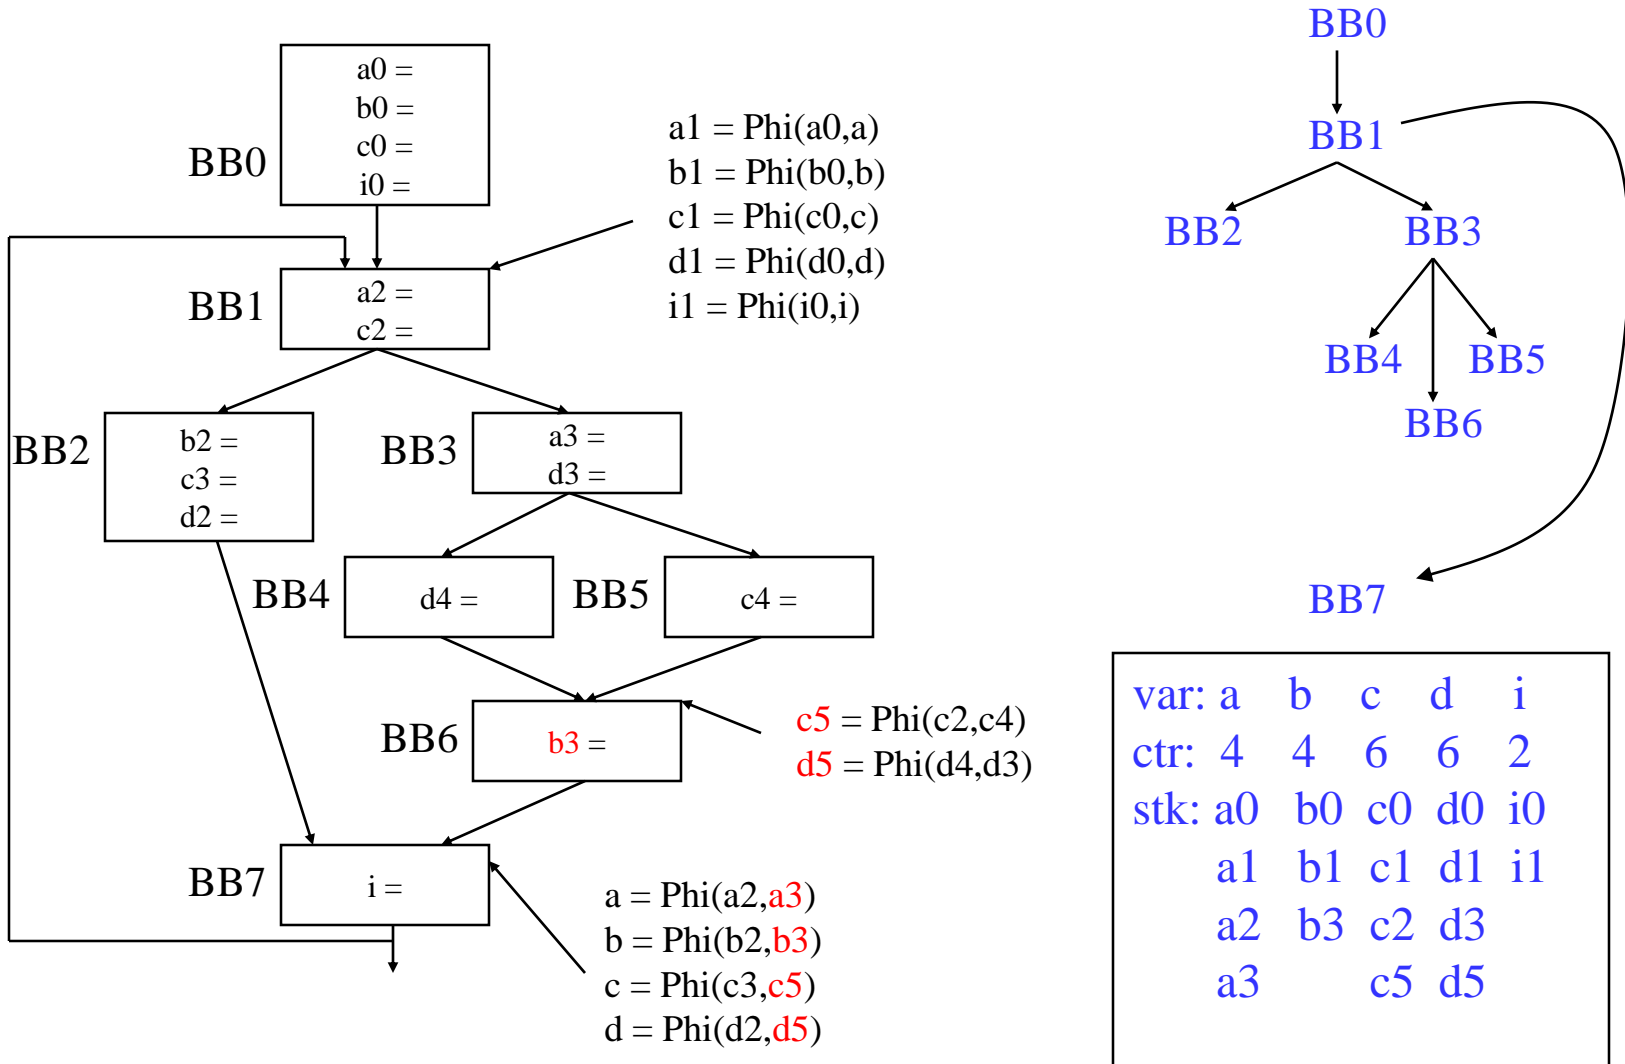 BB0
a0 =
b0 =
c0 =
i0 =
a1 = Phi(a0,a)
b1 = Phi(b0,b)
c1 = Phi(c0,c)
d1 = Phi(d0,d)
i1 = Phi(i0,i)
BB1
a2 =
c2 =
BB2
b2 =
c3 =
d2 =
BB3
a3 =
d3 =
BB4
d4 =
BB5
c4 =
BB6
b3 =
c5 = Phi(c2,c4)
d5 = Phi(d4,d3)
BB7
i =
a = Phi(a2,a3)
b = Phi(b2,b3)
c = Phi(c3,c5)
d = Phi(d2,d5)
BB0
BB1
BB2 BB3
BB4 BB5
BB6
BB7
var: a b c d i
ctr: 4 4 6 6 2
stk: a0 b0 c0 d0 i0
a1 b1 c1 d1 i1
a2 b3 c2 d3
a3 c5 d5